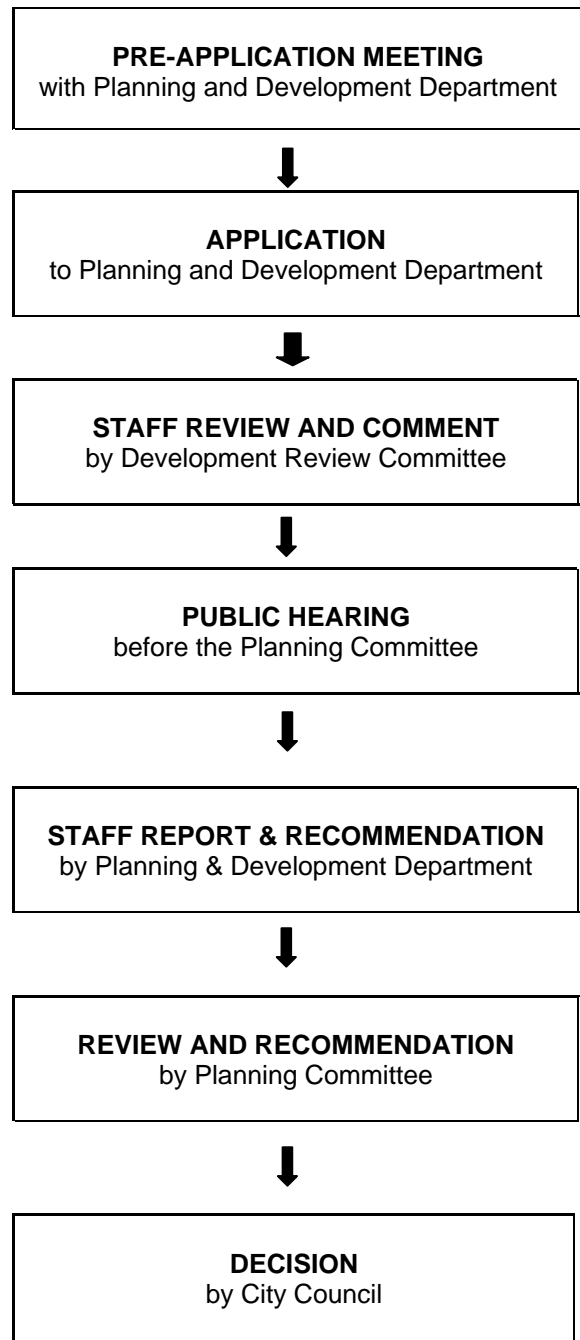 PRE-APPLICATION MEETING
with Planning and Development Department
APPLICATION
to Planning and Development Department
STAFF REVIEW AND COMMENT
by Development Review Committee
PUBLIC HEARING
before the Planning Committee
STAFF REPORT & RECOMMENDATION
by Planning & Development Department
REVIEW AND RECOMMENDATION
by Planning Committee
DECISION
by City Council